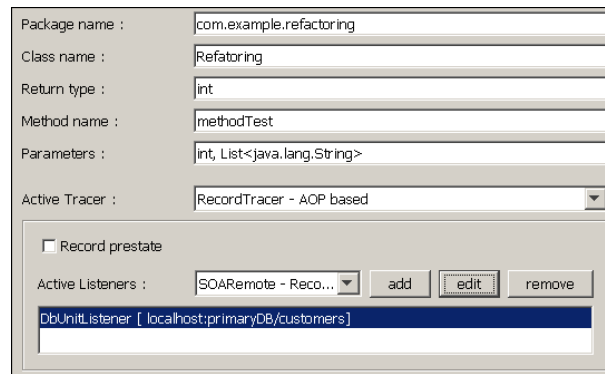 Package name : com.example.refactoring
Class name : Refatoring
Return type : int
Method name : methodTest
Parameters : int, List<java.lang.String>
Active Tracer : RecordTracer - AOP based
Record prestate
Active Listeners : SOARemote - Reco... add edit remove
DbUnitListener [ localhost:primaryDB/customers]